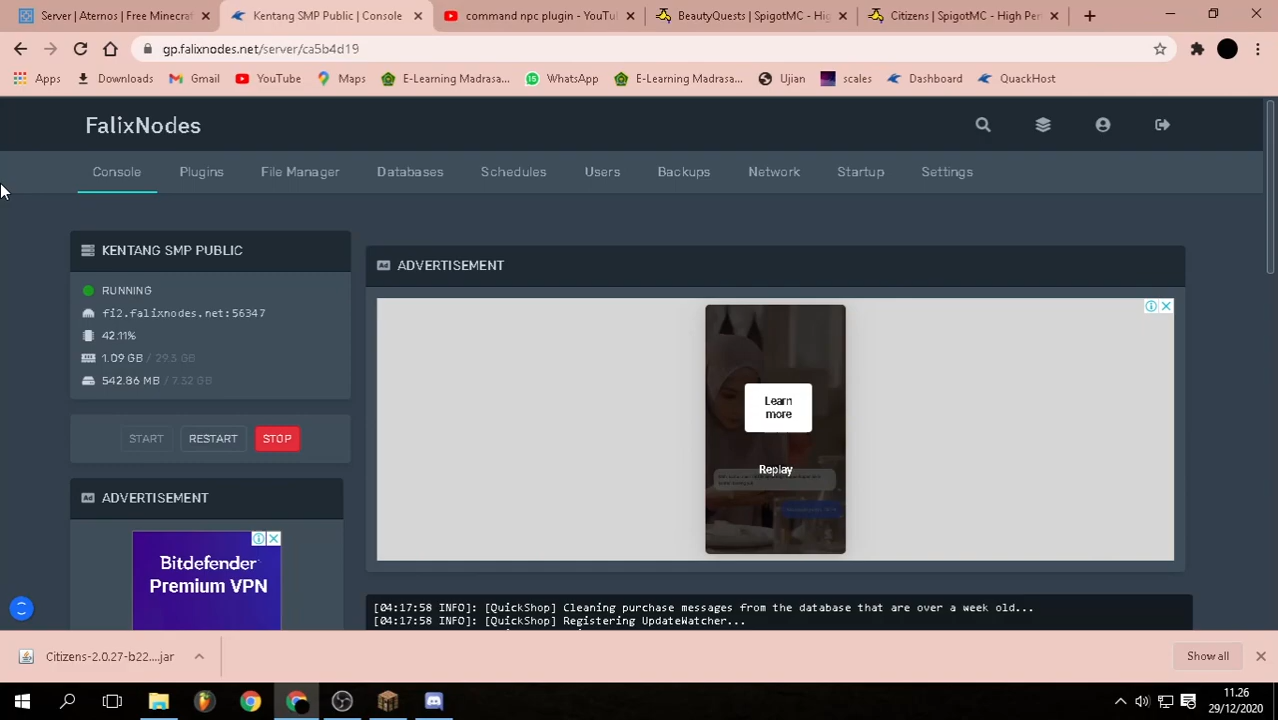 Server | Aternos | Free Minecraf
Kentang SMP Public | Console
command npc plugin - YouTu
BeautyQuests | SpigotMC - Hig
Citizens | SpigotMC - High Per
gp.falixnodes.net/server/ca5b4d19
Apps
Downloads
Gmail
YouTube
Maps
E-Learning Madrasa...
WhatsApp
E-Learning Madrasa...
Ujian
scales
Dashboard
QuackHost
FalixNodes
Console
Plugins
File Manager
Databases
Schedules
Users
Backups
Network
Startup
Settings
KENTANG SMP PUBLIC
RUNNING
fi2.falixnodes.net:56347
42.11%
1.09 GB / 29.5 GB
542.86 MB / 7.32 GB
START
RESTART
STOP
Ad ADVERTISEMENT
Learn
more
Replay
Ad ADVERTISEMENT
Bitdefender
Premium VPN
[04:17:58 INFO]: [QuickShop] Cleaning purchase messages from the database that are over a week old...
[04:17:58 INFO]: [QuickShop] Registering UpdateWatcher...
Citizens-2.0.27-b22....jar
Show all
11.26
29/12/2020